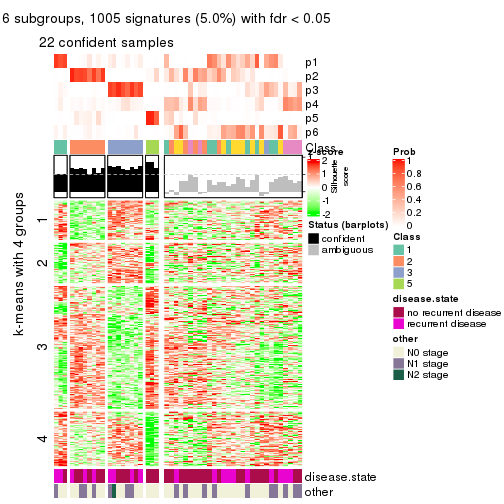 6 subgroups, 1005 signatures (5.0%) with fdr < 0.05
22 confident samples
p1
p2
p3
p4
p5
p6
Class
z-score
2
1
0
-1
-2
Silhouette
score
Status (barplots)
confident
ambiguous
Prob
1
0.8
0.6
0.4
0.2
0
Class
1
2
3
5
disease.state
no recurrent disease
recurrent disease
other
N0 stage
N1 stage
N2 stage
k-means with 4 groups
1
2
3
4
disease.state
other